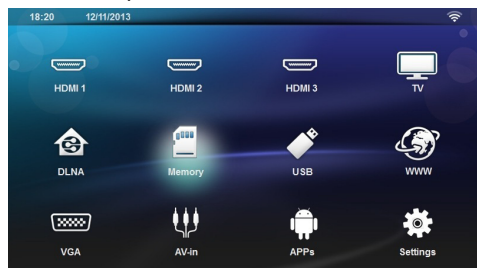 18:20 12/11/2013
HDMI 1 HDMI 2 HDMI 3 TV
DLNA Memory USB WWW
VGA AV-in APPs Settings